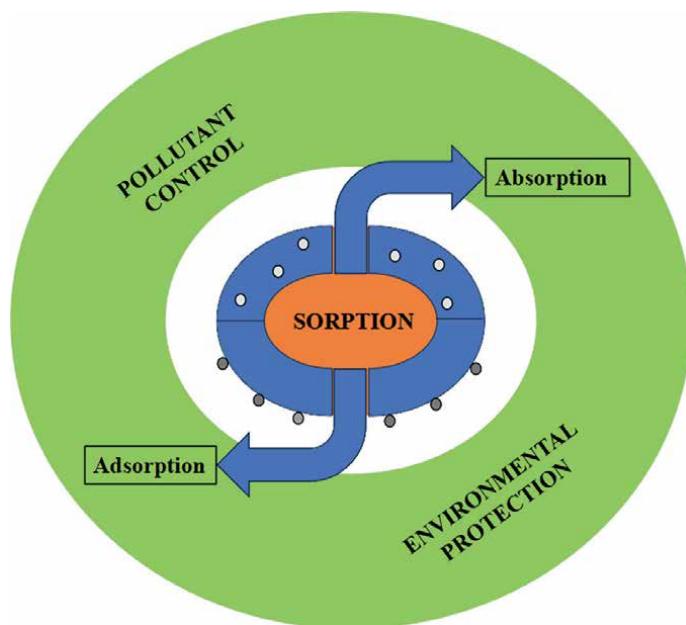 POLLUTANT
CONTROL
Absorption
SORPTION
Adsorption
ENVIRONMENTAL
PROTECTION